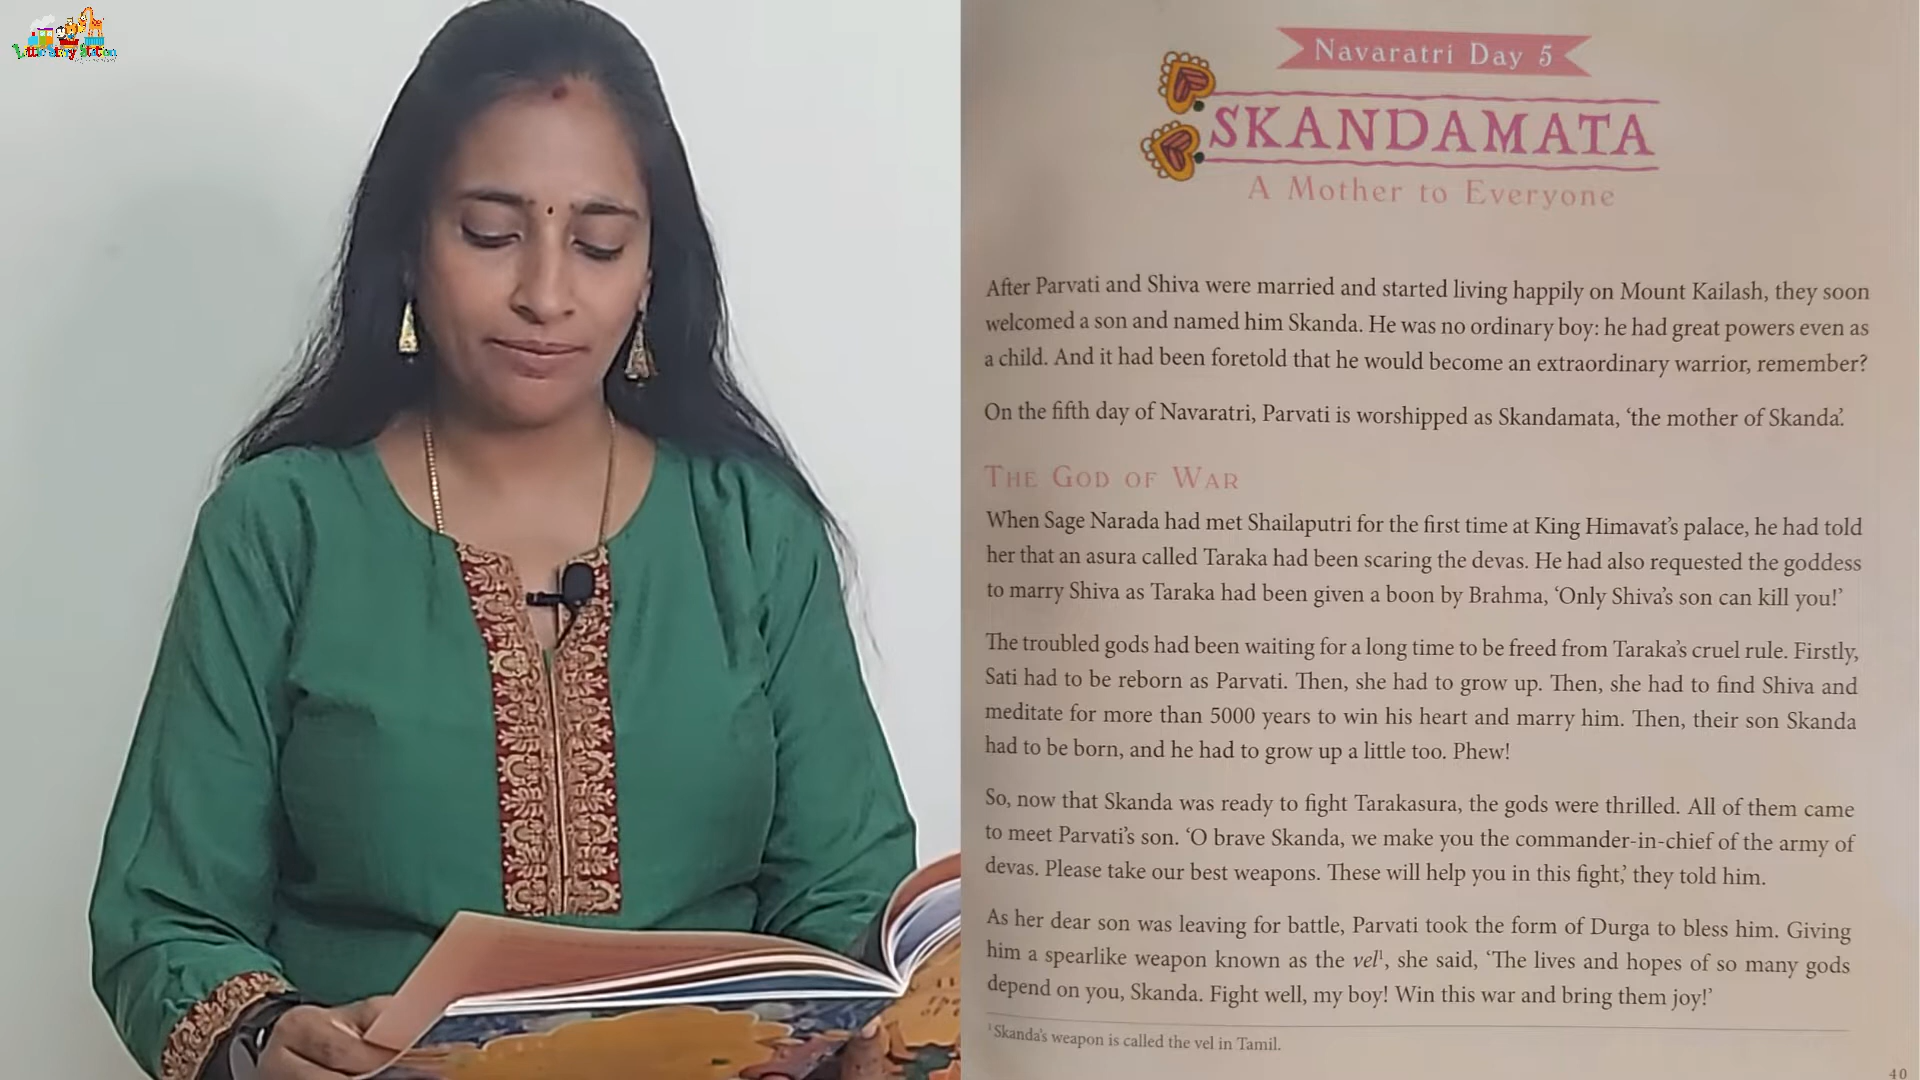 Little Story Station
Navaratri Day 5
SKANDAMATA
A Mother to Everyone
After Parvati and Shiva were married and started living happily on Mount Kailash, they soon
welcomed a son and named him Skanda. He was no ordinary boy: he had great powers even as
a child. And it had been foretold that he would become an extraordinary warrior, remember?
On the fifth day of Navaratri, Parvati is worshipped as Skandamata, ‘the mother of Skanda’.
THE GOD OF WAR
When Sage Narada had met Shailaputri for the first time at King Himavat’s palace, he had told
her that an asura called Taraka had been scaring the devas. He had also requested the goddess
to marry Shiva as Taraka had been given a boon by Brahma, ‘Only Shiva’s son can kill you!’
The troubled gods had been waiting for a long time to be freed from Taraka’s cruel rule. Firstly,
Sati had to be reborn as Parvati. Then, she had to grow up. Then, she had to find Shiva and
meditate for more than 5000 years to win his heart and marry him. Then, their son Skanda
had to be born, and he had to grow up a little too. Phew!
So, now that Skanda was ready to fight Tarakasura, the gods were thrilled. All of them came
to meet Parvati’s son. ‘O brave Skanda, we make you the commander-in-chief of the army of
devas. Please take our best weapons. These will help you in this fight,’ they told him.
As her dear son was leaving for battle, Parvati took the form of Durga to bless him. Giving
him a spearlike weapon known as the vel¹, she said, ‘The lives and hopes of so many gods
depend on you, Skanda. Fight well, my boy! Win this war and bring them joy!’
¹Skanda’s weapon is called the vel in Tamil.
40